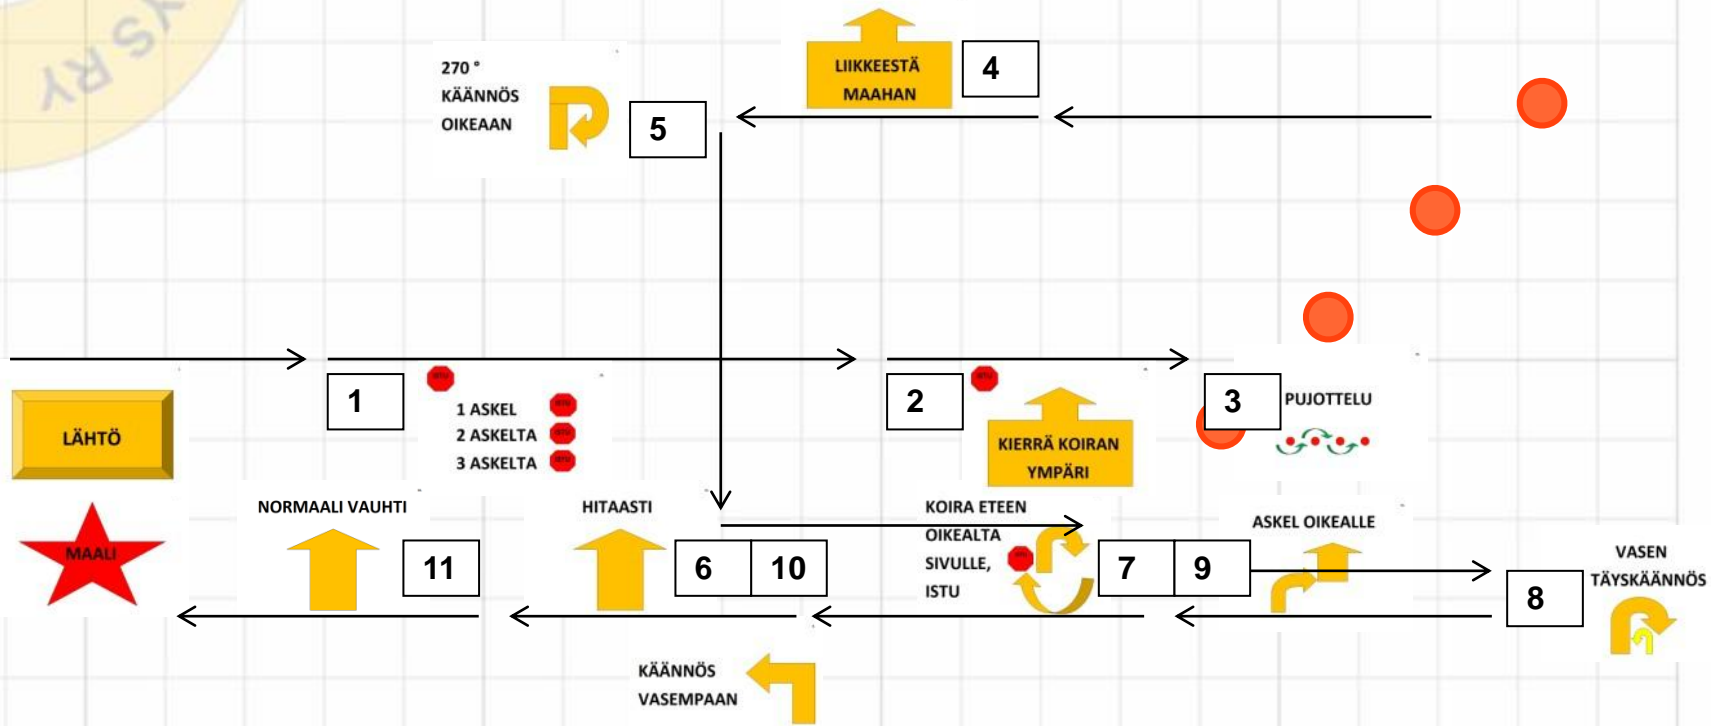 YS RY
270 °
KÄÄNNÖS
OIKEAAN
5
LIIKKEESTÄ
MAAHAN
4
LÄHTÖ
1
1 ASKEL
2 ASKELTA
3 ASKELTA
2
KIERRÄ KOIRAN
YMPÄRI
3
PUJOTTELU
MAALI
NORMAALI VAUHTI
11
HITAASTI
6
10
KOIRA ETEEN
OIKEALTA
SIVULLE,
ISTU
7
9
ASKEL OIKEALLE
8
VASEN
TÄYSKÄÄNNÖS
KÄÄNNÖS
VASEMPAAN